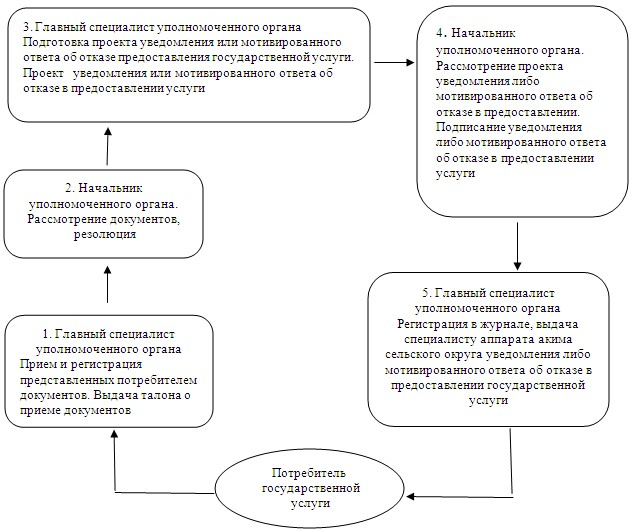 3. Главный специалист уполномоченного органа
Подготовка проекта уведомления или мотивированного
ответа об отказе предоставления государственной услуги.
Проект уведомления или мотивированного ответа об
отказе в предоставлении услуги
4. Начальник
уполномоченного органа.
Рассмотрение проекта
уведомления либо
мотивированного ответа об
отказе в предоставлении.
Подписание уведомления
либо мотивированного ответа
об отказе в предоставлении
услуги
2. Начальник
уполномоченного органа.
Рассмотрение документов,
резолюция
5. Главный специалист
уполномоченного органа
Регистрация в журнале, выдача
специалисту аппарата акима
сельского округа уведомления либо
мотивированного ответа об отказе в
предоставлении государственной
услуги
1. Главный специалист
уполномоченного органа
Прием и регистрация
представленных потребителем
документов. Выдача талона о
приеме документов
Потребитель
государственной
услуги